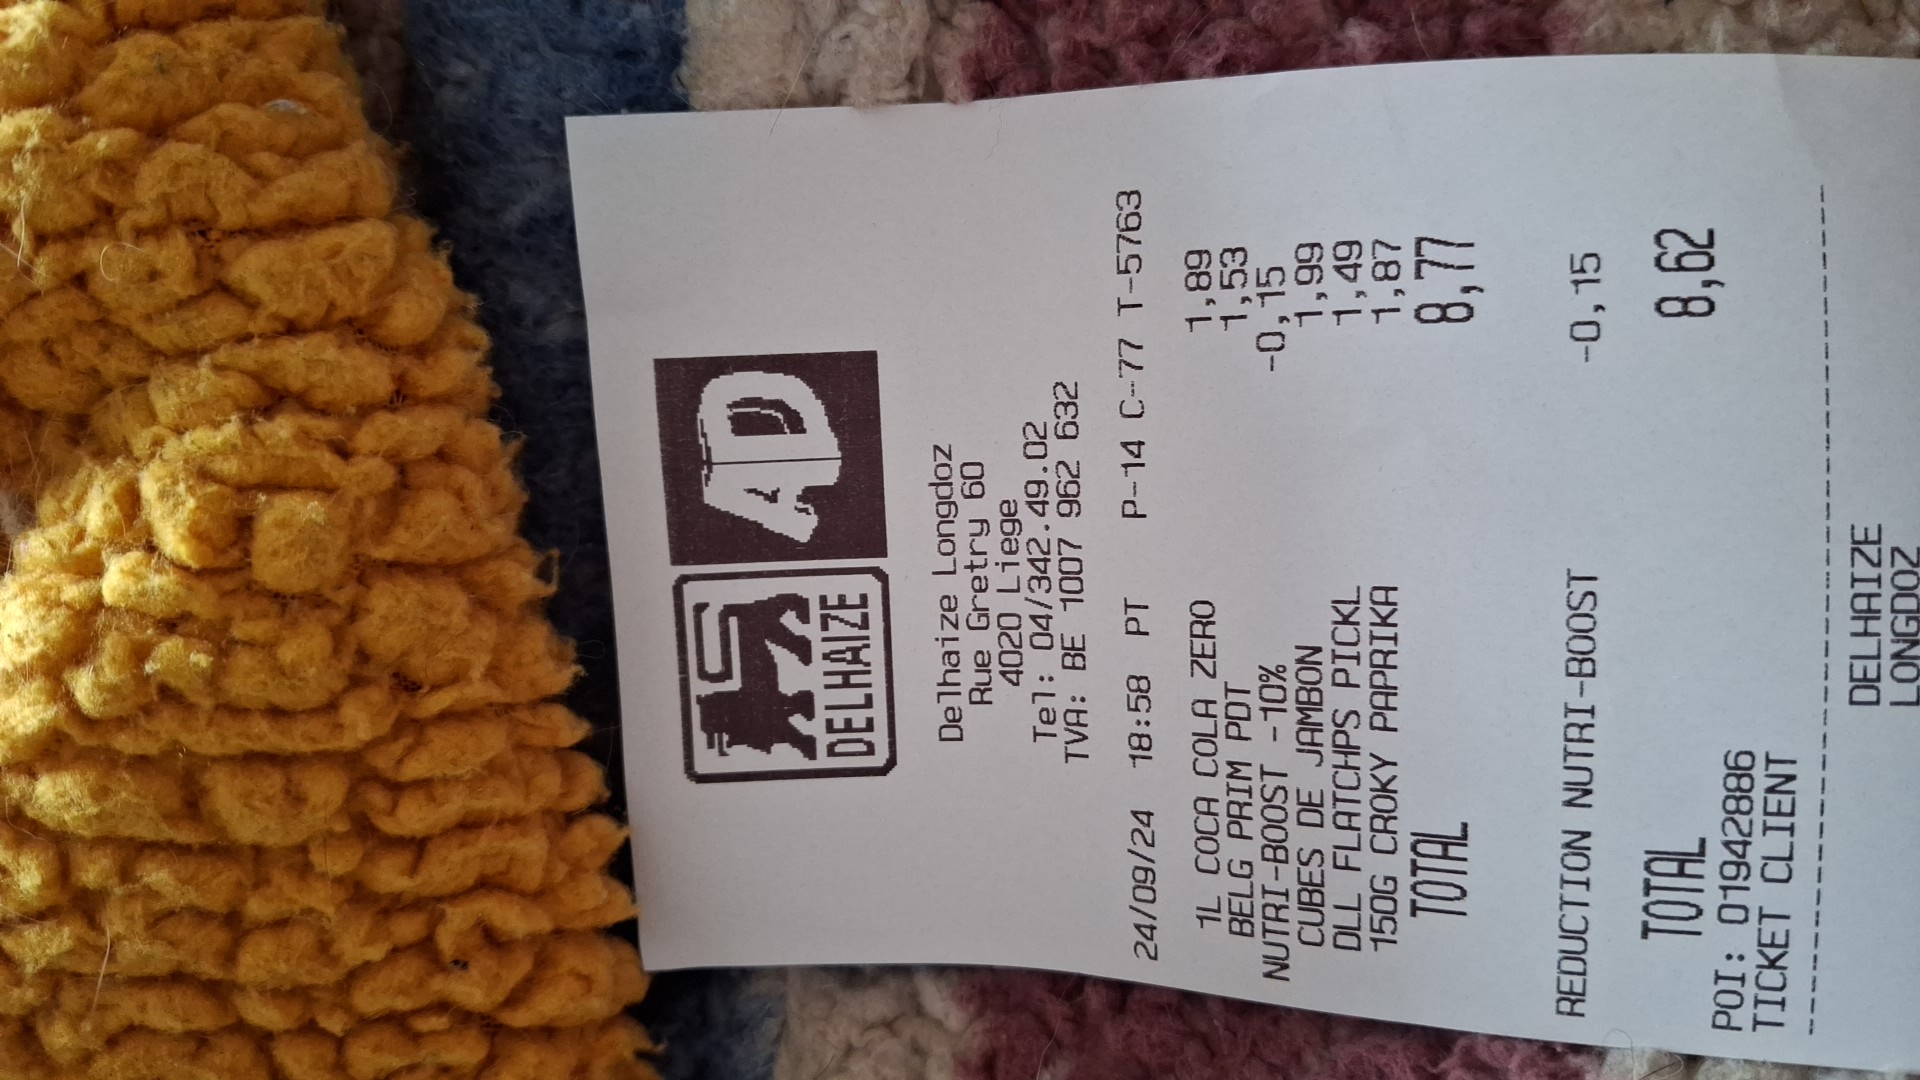 DELHAIZE AD
Delhaize Longdoz
Rue Gretry 60
4020 Liege
Tel: 04/342.49.02
TVA: BE 1007 962 632
24/09/24 18:58 PT P-14 C-77 T-5763
1L COCA COLA ZERO 1,89
BELG PRIM PDT 1,53
NUTRI-BOOST -10% -0,15
CUBES DE JAMBON 1,99
DLL FLATCHPS PICKL 1,49
150G CROKY PAPRIKA 1,87
TOTAL 8,77
REDUCTION NUTRI-BOOST -0,15
TOTAL 8,62
POI: 01942886
TICKET CLIENT
DELHAIZE
LONGDOZ